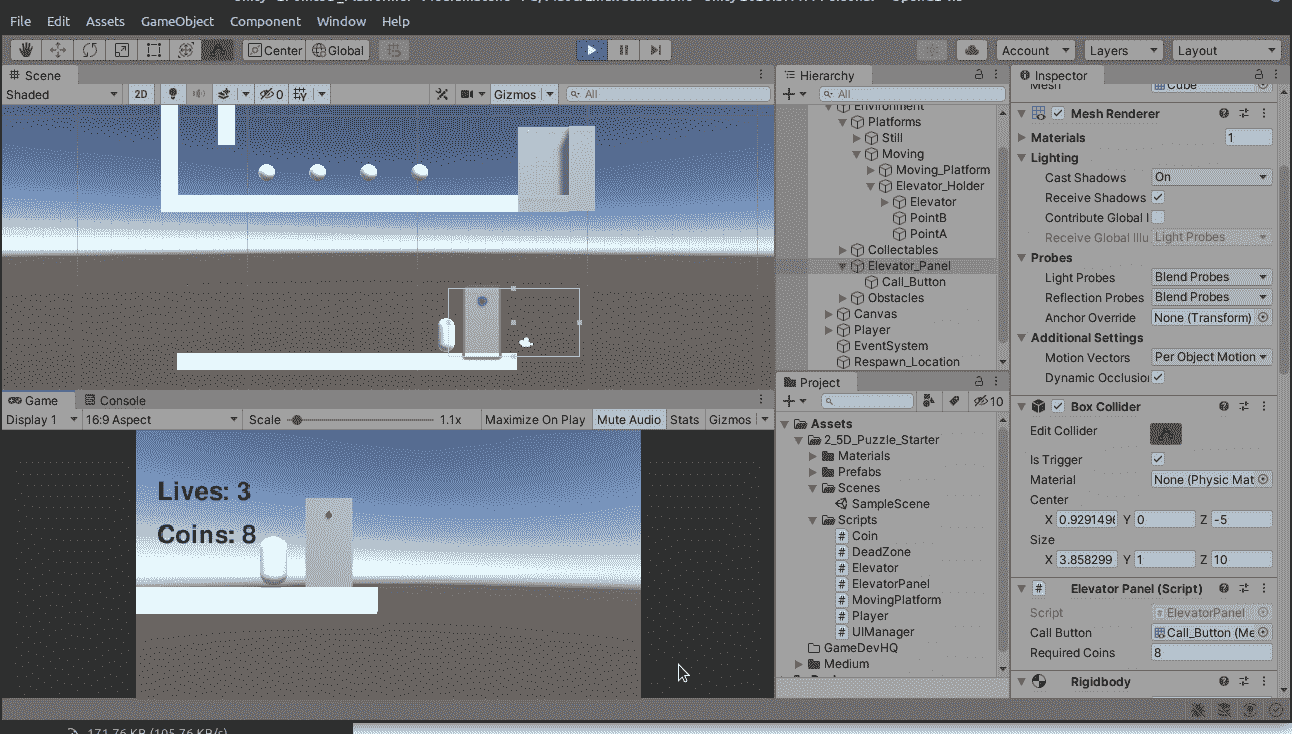 File Edit Assets GameObject Component Window Help
Center Global Account Layers Layout
Scene
Shaded 2D 0 Gizmos All
Game Console
Display 1 16:9 Aspect Scale 1.1x Maximize On Play Mute Audio Stats Gizmos
Lives: 3
Coins: 8
Hierarchy
All
Environment
Platforms
Still
Moving
Moving_Platform
Elevator_Holder
Elevator
PointB
PointA
Collectables
Elevator_Panel
Call_Button
Obstacles
Canvas
Player
EventSystem
Respawn_Location
Project
10
Assets
2_5D_Puzzle_Starter
Materials
Prefabs
Scenes
SampleScene
Scripts
Coin
DeadZone
Elevator
ElevatorPanel
MovingPlatform
Player
UIManager
GameDevHQ
Medium
Inspector
Mesh Cube
Mesh Renderer
Materials 1
Lighting
Cast Shadows On
Receive Shadows
Contribute Global I
Receive Global Illu Light Probes
Probes
Light Probes Blend Probes
Reflection Probes Blend Probes
Anchor Override None (Transform)
Additional Settings
Motion Vectors Per Object Motion
Dynamic Occlusion
Box Collider
Edit Collider
Is Trigger
Material None (Physic Mat
Center
X 0.929149 Y 0 Z -5
Size
X 3.858299 Y 1 Z 10
Elevator Panel (Script)
Script ElevatorPanel
Call Button Call_Button (Me
Required Coins 8
Rigidbody
171.76 KB (105.76 KB/s)